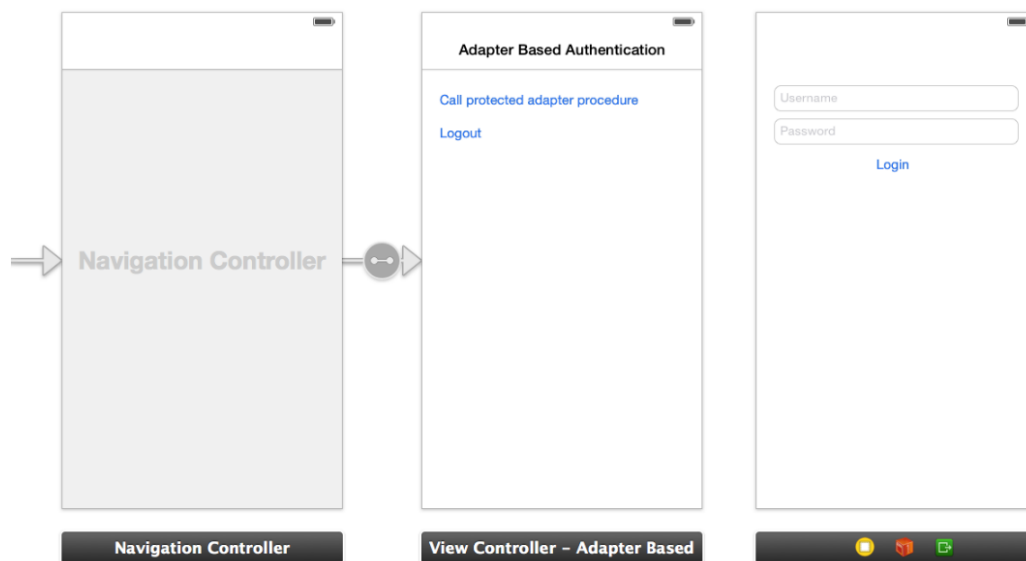 Navigation Controller
Navigation Controller
Adapter Based Authentication
Call protected adapter procedure
Logout
View Controller – Adapter Based
Username
Password
Login